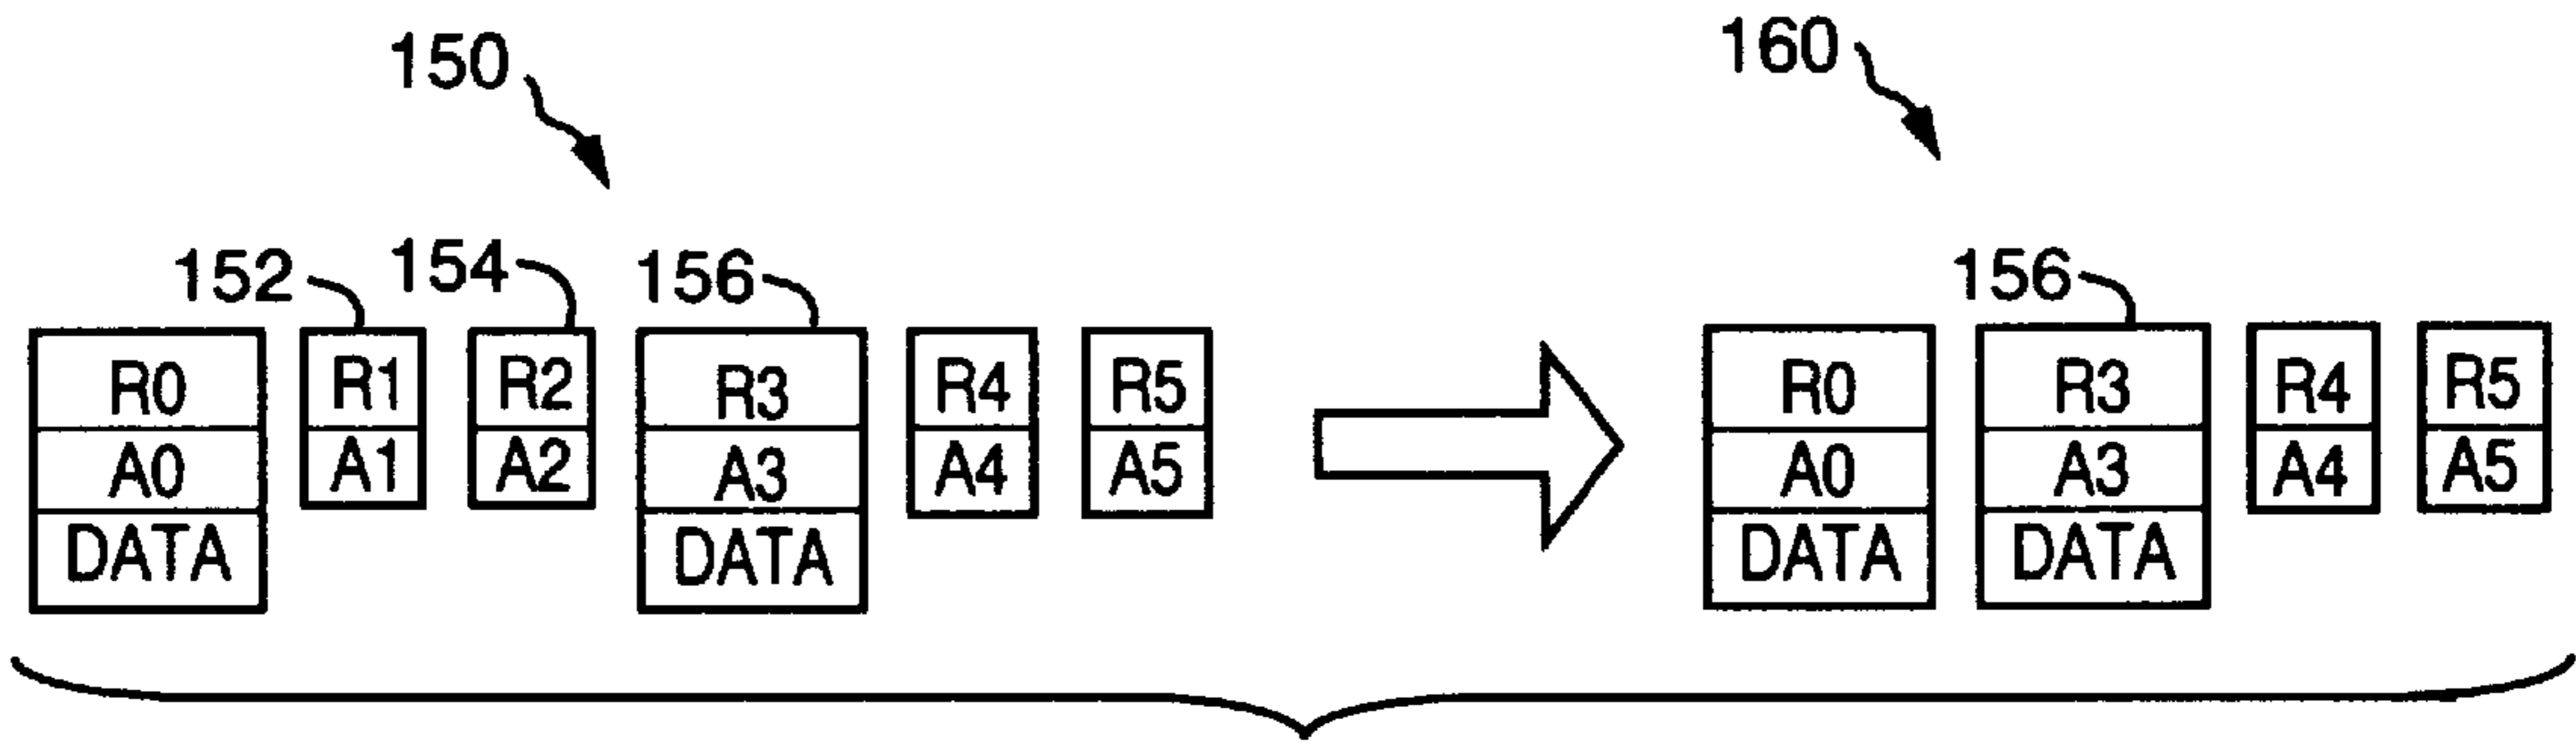 150 160
152 154 156 156
R0 R1 R2 R3 R4 R5 R0 R3 R4 R5
A0 A1 A2 A3 A4 A5 A0 A3 A4 A5
DATA DATA DATA DATA